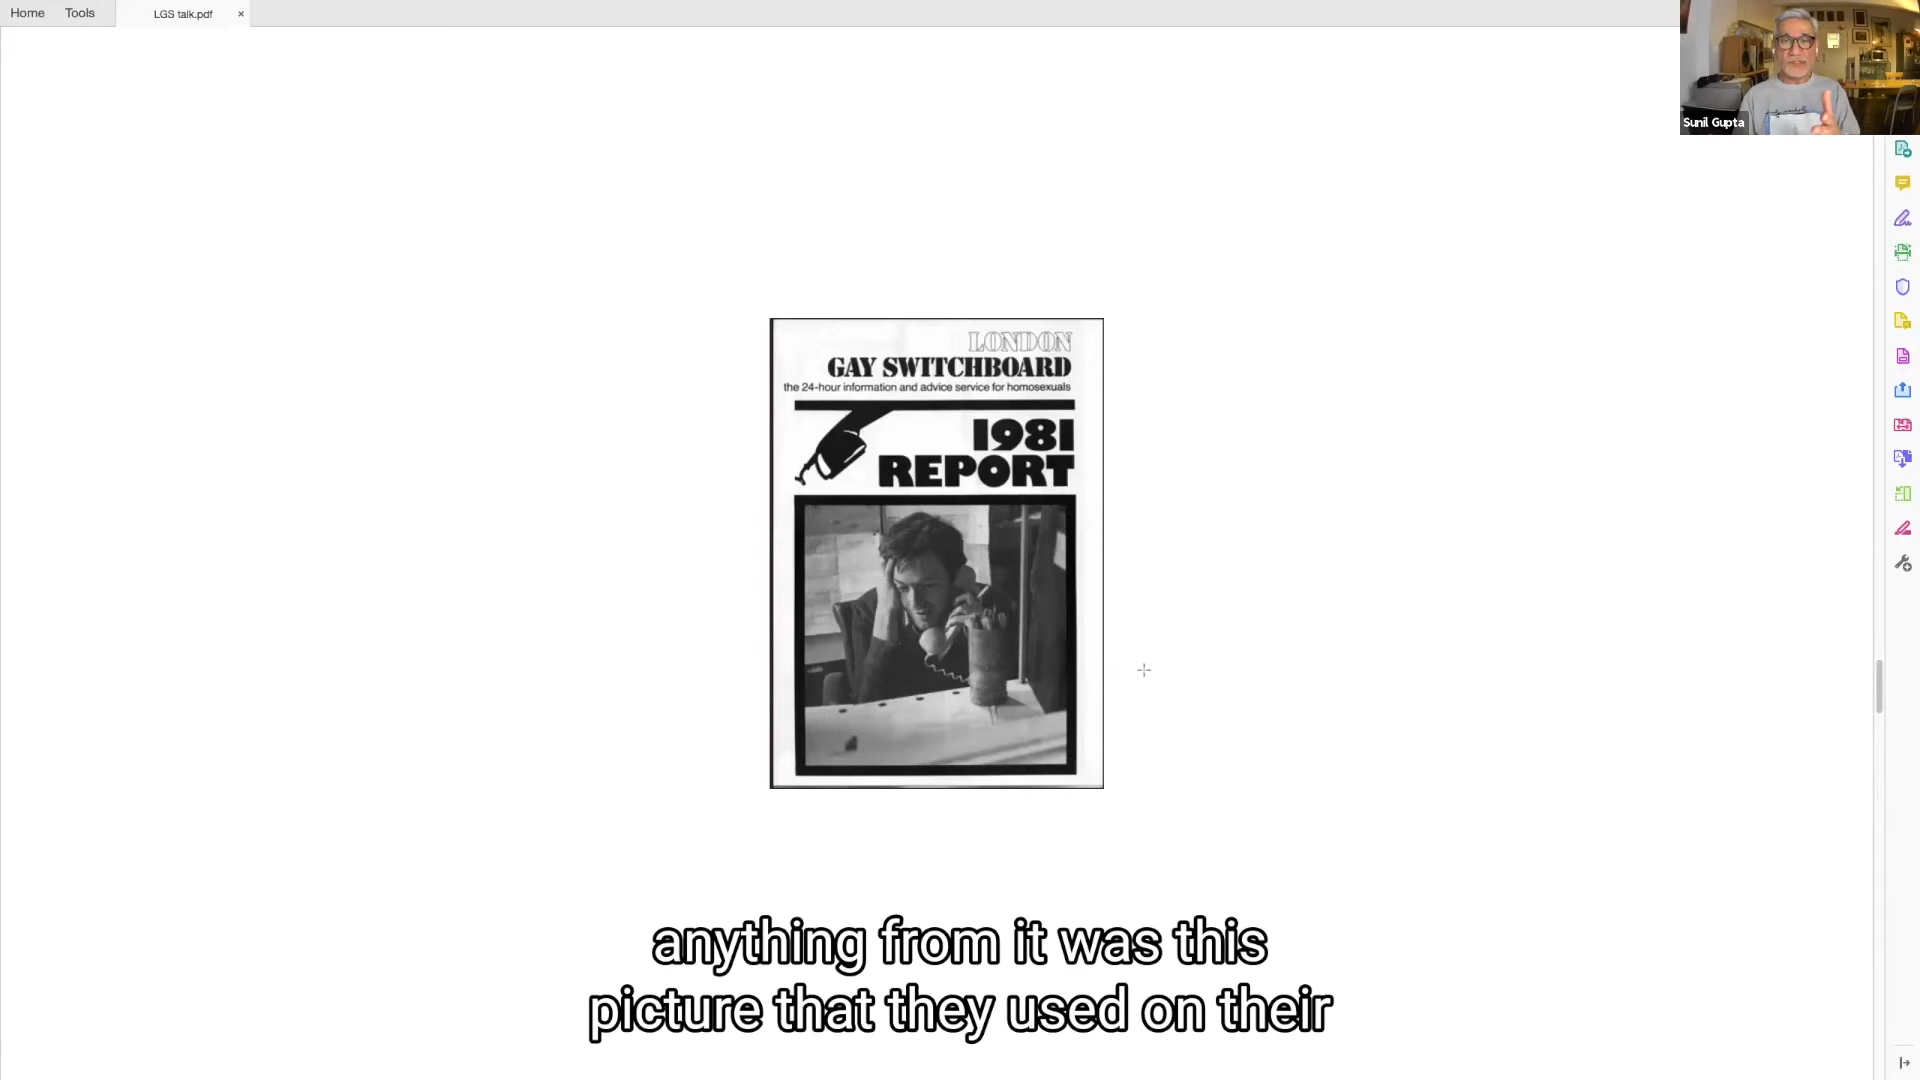 Home Tools LGS talk.pdf ×
Sunil Gupta
LONDON
GAY SWITCHBOARD
the 24-hour information and advice service for homosexuals
1981
REPORT
anything from it was this
picture that they used on their